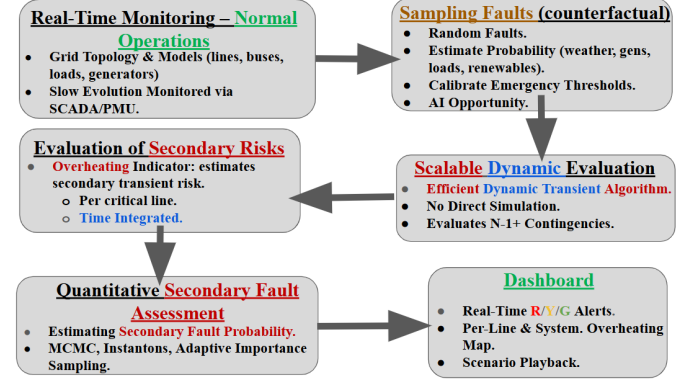 Real-Time Monitoring – Normal
Operations
● Grid Topology & Models (lines, buses,
loads, generators)
● Slow Evolution Monitored via
SCADA/PMU.
Sampling Faults (counterfactual)
● Random Faults.
● Estimate Probability (weather, gens,
loads, renewables).
● Calibrate Emergency Thresholds.
● AI Opportunity.
Evaluation of Secondary Risks
● Overheating Indicator: estimates
secondary transient risk.
o Per critical line.
o Time Integrated.
Scalable Dynamic Evaluation
● Efficient Dynamic Transient Algorithm.
● No Direct Simulation.
● Evaluates N-1+ Contingencies.
Quantitative Secondary Fault
Assessment
● Estimating Secondary Fault Probability.
● MCMC, Instantons, Adaptive Importance
Sampling.
Dashboard
● Real-Time R/Y/G Alerts.
● Per-Line & System. Overheating
Map.
● Scenario Playback.